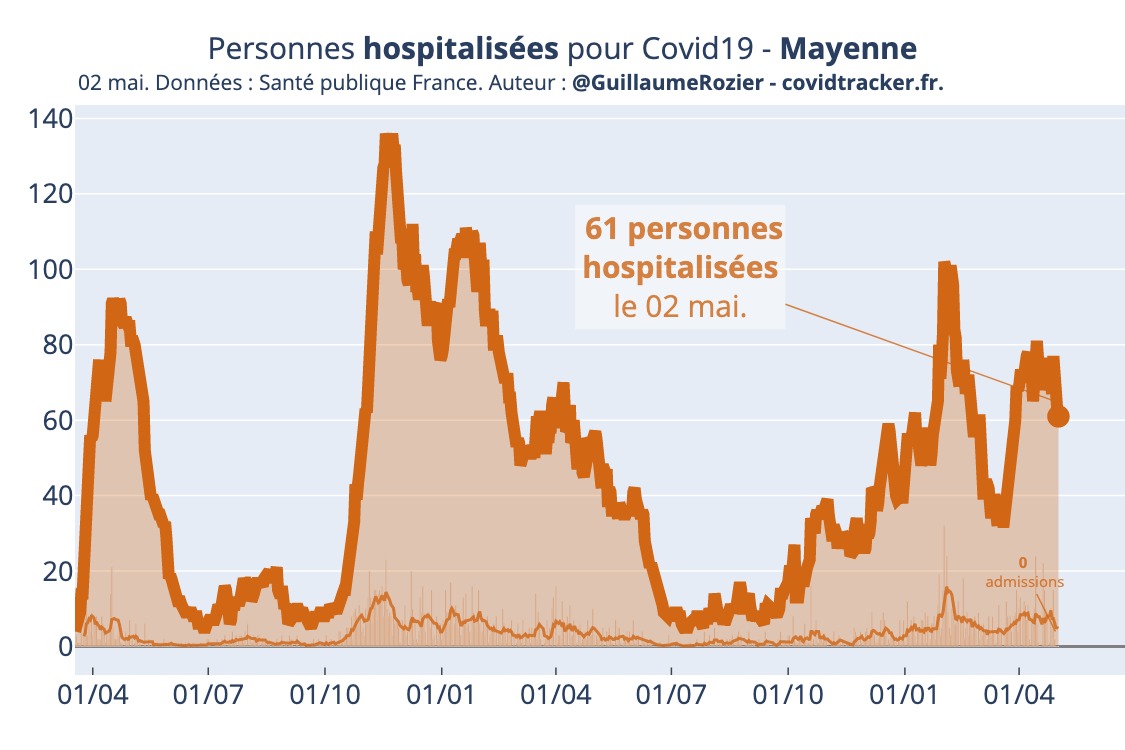 Personnes hospitalisées pour Covid19 - Mayenne
02 mai. Données : Santé publique France. Auteur : @GuillaumeRozier - covidtracker.fr.
140
120
100
80
60
40
20
0
61 personnes
hospitalisées
le 02 mai.
0
admissions
01/04 01/07 01/10 01/01 01/04 01/07 01/10 01/01 01/04